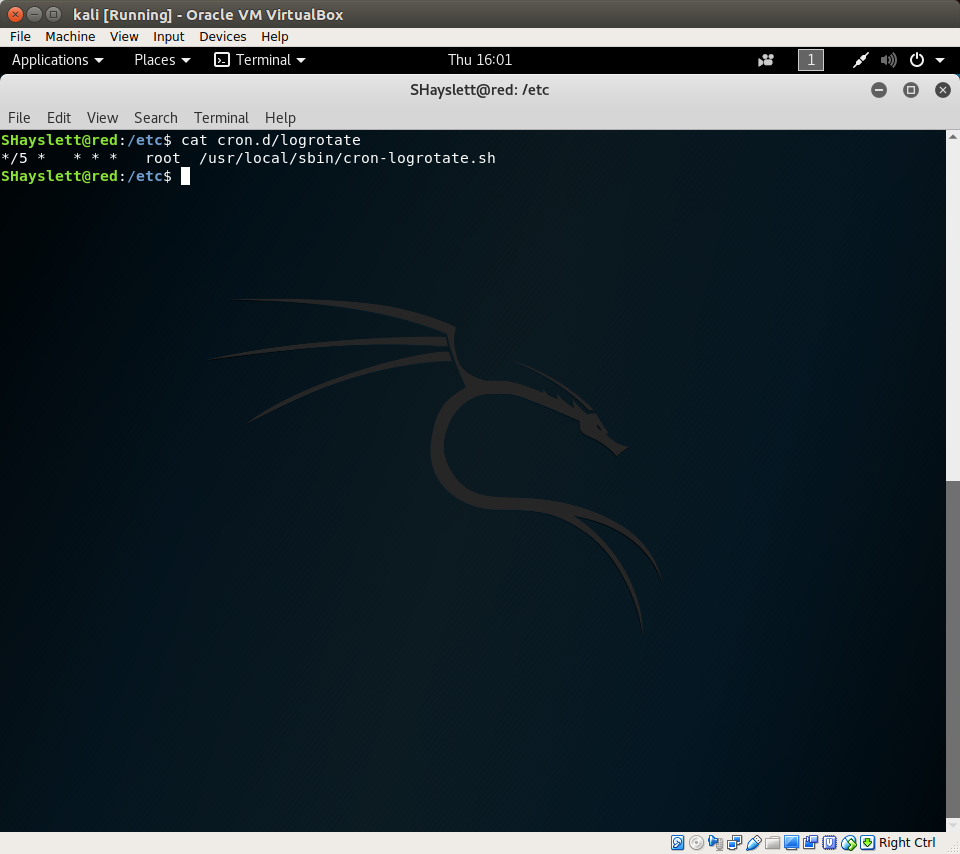 kali [Running] - Oracle VM VirtualBox
File Machine View Input Devices Help
Applications Places Terminal Thu 16:01 1
SHayslett@red: /etc
File Edit View Search Terminal Help
SHayslett@red:/etc$ cat cron.d/logrotate
*/5 *   * * *   root  /usr/local/sbin/cron-logrotate.sh
SHayslett@red:/etc$
Right Ctrl